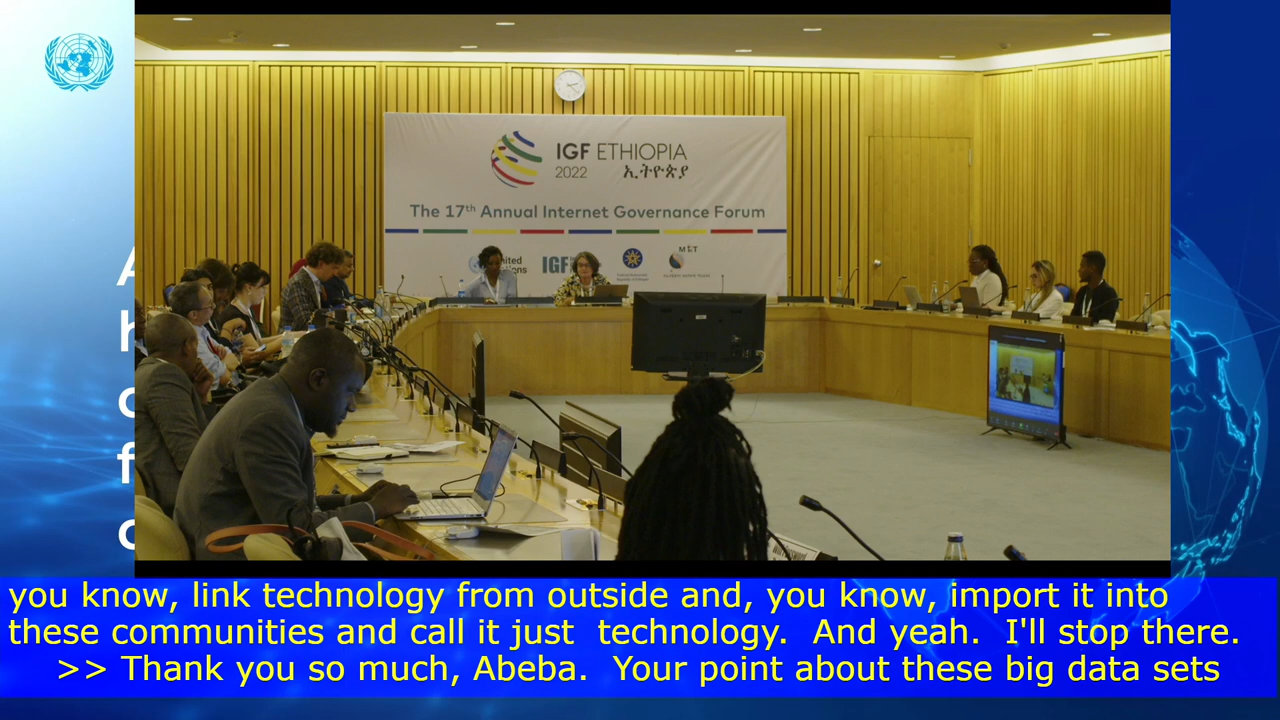 IGF ETHIOPIA
2022 ኢትዮጵያ
The 17th Annual Internet Governance Forum
IGF
you know, link technology from outside and, you know, import it into
these communities and call it just technology. And yeah. I'll stop there.
>> Thank you so much, Abeba. Your point about these big data sets